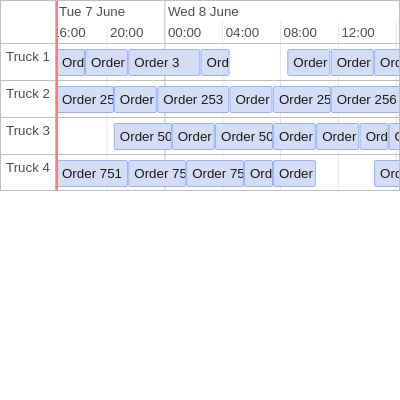 Tue 7 June Wed 8 June
16:00 20:00 00:00 04:00 08:00 12:00
Truck 1 Ord Order Order 3 Ord Order Order Ord
Truck 2 Order 25 Order Order 253 Order Order 25 Order 256
Truck 3 Order 50 Order Order 50 Order Order Ord
Truck 4 Order 751 Order 75 Order 75 Ord Order Ord